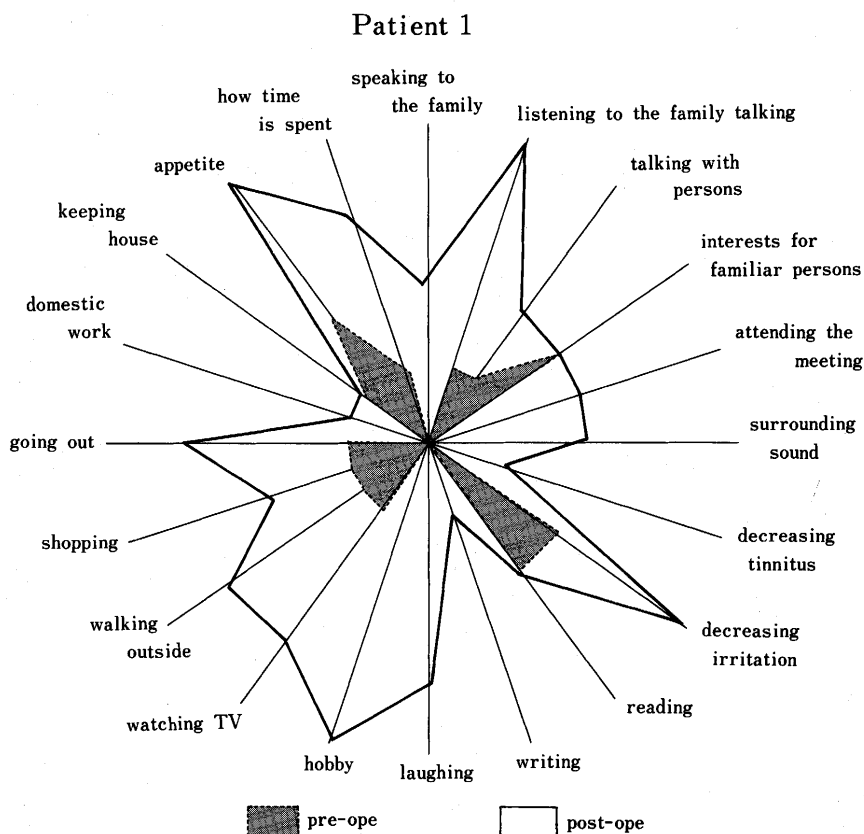 Patient 1
speaking to
the family
how time
is spent
listening to the family talking
appetite
talking with
persons
keeping
house
interests for
familiar persons
domestic
work
attending the
meeting
going out
surrounding
sound
shopping
decreasing
tinnitus
walking
outside
decreasing
irritation
watching TV
reading
hobby
laughing
writing
pre-ope
post-ope